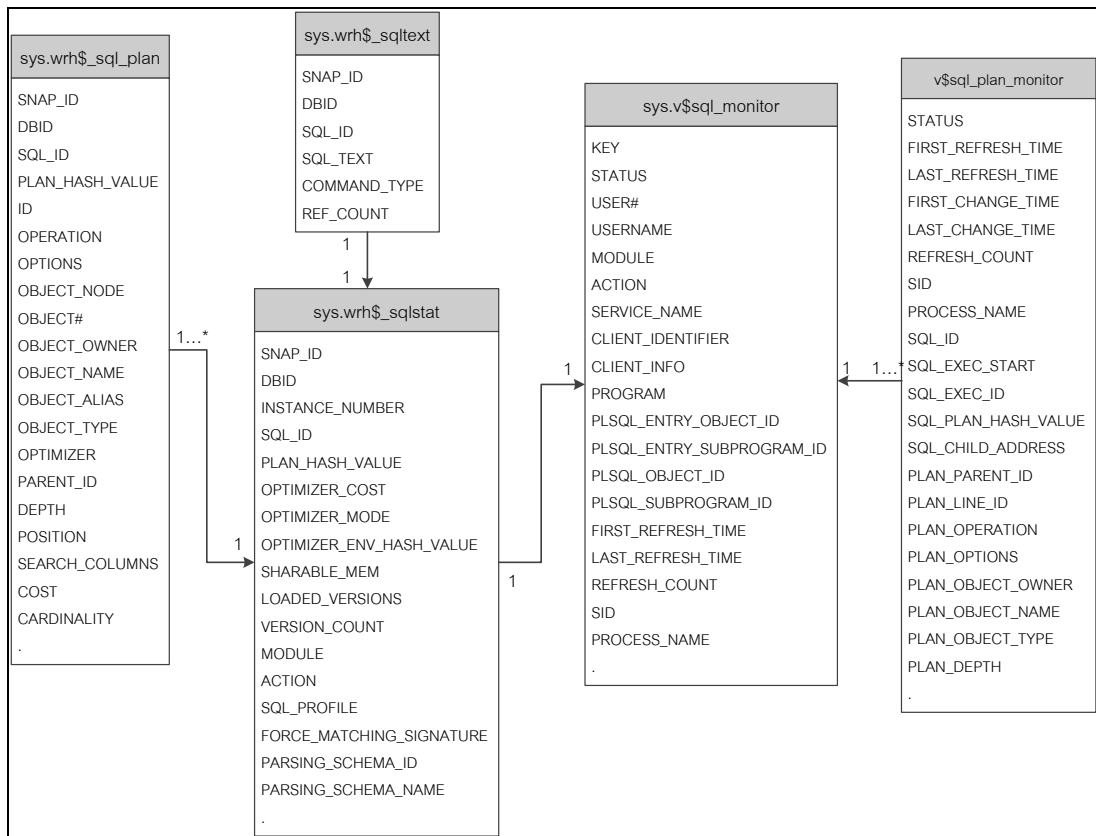 sys.wrh$_sql_plan
SNAP_ID
DBID
SQL_ID
PLAN_HASH_VALUE
ID
OPERATION
OPTIONS
OBJECT_NODE
OBJECT#
OBJECT_OWNER
OBJECT_NAME
OBJECT_ALIAS
OBJECT_TYPE
OPTIMIZER
PARENT_ID
DEPTH
POSITION
SEARCH_COLUMNS
COST
CARDINALITY
.
1...*
1
sys.wrh$_sqltext
SNAP_ID
DBID
SQL_ID
SQL_TEXT
COMMAND_TYPE
REF_COUNT
1
1
sys.wrh$_sqlstat
SNAP_ID
DBID
INSTANCE_NUMBER
SQL_ID
PLAN_HASH_VALUE
OPTIMIZER_COST
OPTIMIZER_MODE
OPTIMIZER_ENV_HASH_VALUE
SHARABLE_MEM
LOADED_VERSIONS
VERSION_COUNT
MODULE
ACTION
SQL_PROFILE
FORCE_MATCHING_SIGNATURE
PARSING_SCHEMA_ID
PARSING_SCHEMA_NAME
.
1
1
sys.v$sql_monitor
KEY
STATUS
USER#
USERNAME
MODULE
ACTION
SERVICE_NAME
CLIENT_IDENTIFIER
CLIENT_INFO
PROGRAM
PLSQL_ENTRY_OBJECT_ID
PLSQL_ENTRY_SUBPROGRAM_ID
PLSQL_OBJECT_ID
PLSQL_SUBPROGRAM_ID
FIRST_REFRESH_TIME
LAST_REFRESH_TIME
REFRESH_COUNT
SID
PROCESS_NAME
.
1
1...*
v$sql_plan_monitor
STATUS
FIRST_REFRESH_TIME
LAST_REFRESH_TIME
FIRST_CHANGE_TIME
LAST_CHANGE_TIME
REFRESH_COUNT
SID
PROCESS_NAME
SQL_ID
SQL_EXEC_START
SQL_EXEC_ID
SQL_PLAN_HASH_VALUE
SQL_CHILD_ADDRESS
PLAN_PARENT_ID
PLAN_LINE_ID
PLAN_OPERATION
PLAN_OPTIONS
PLAN_OBJECT_OWNER
PLAN_OBJECT_NAME
PLAN_OBJECT_TYPE
PLAN_DEPTH
.